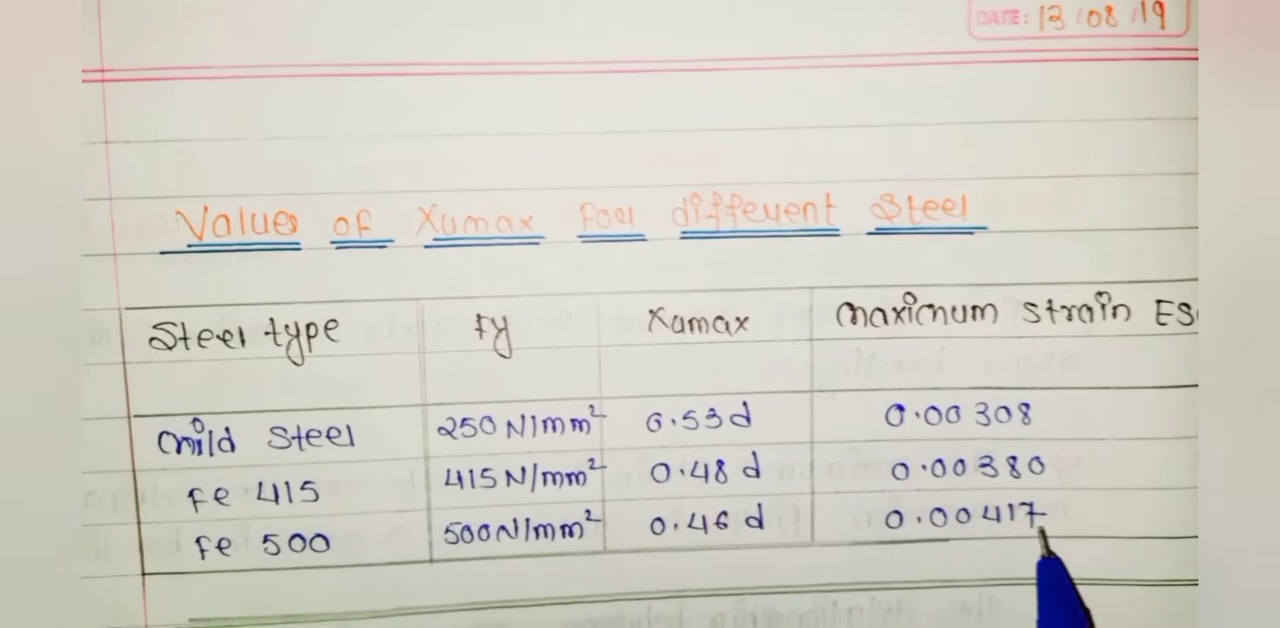 DATE: 13/08/19
Values of Xumax for different Steel
Steel type fy Xumax Maximum Strain ES
mild Steel 250 N/mm² 0.53d 0.00308
fe 415 415 N/mm² 0.48 d 0.00380
fe 500 500 N/mm² 0.46 d 0.00417